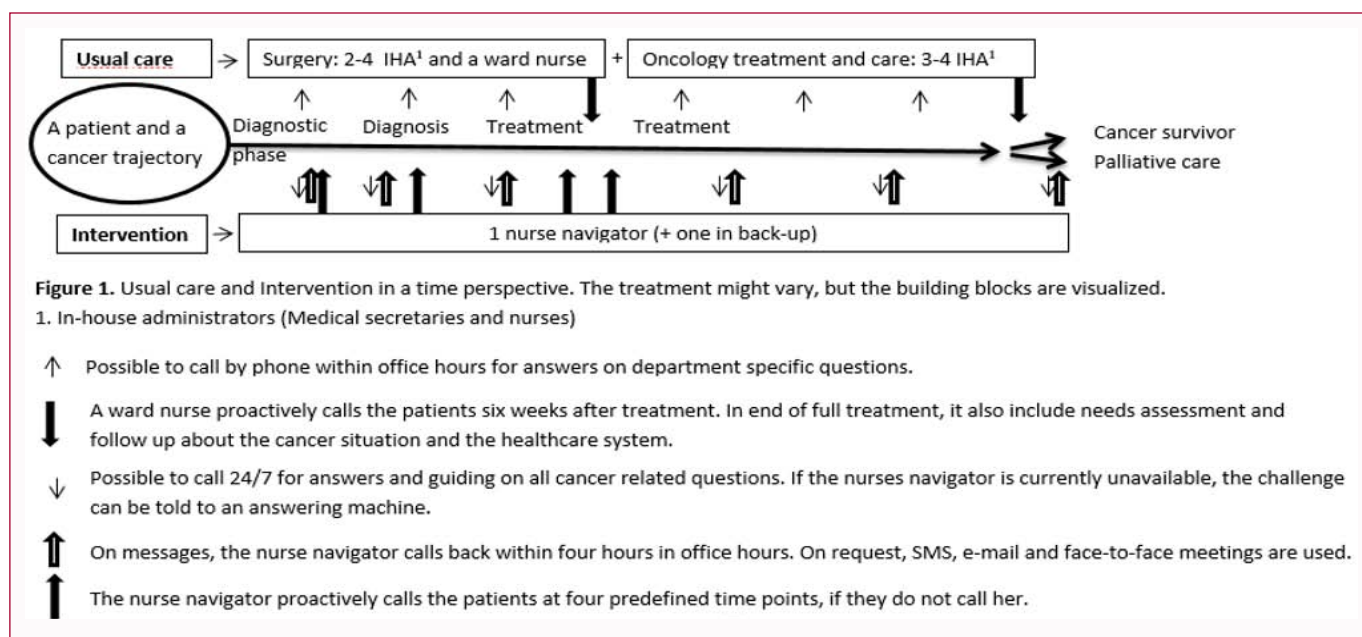 Usual care
Surgery: 2-4 IHA¹ and a ward nurse
+
Oncology treatment and care: 3-4 IHA¹
A patient and a
cancer trajectory
Diagnostic
phase
Diagnosis
Treatment
Treatment
Cancer survivor
Palliative care
Intervention
1 nurse navigator (+ one in back-up)
Figure 1. Usual care and Intervention in a time perspective. The treatment might vary, but the building blocks are visualized.
1. In-house administrators (Medical secretaries and nurses)
Possible to call by phone within office hours for answers on department specific questions.
A ward nurse proactively calls the patients six weeks after treatment. In end of full treatment, it also include needs assessment and
follow up about the cancer situation and the healthcare system.
Possible to call 24/7 for answers and guiding on all cancer related questions. If the nurses navigator is currently unavailable, the challenge
can be told to an answering machine.
On messages, the nurse navigator calls back within four hours in office hours. On request, SMS, e-mail and face-to-face meetings are used.
The nurse navigator proactively calls the patients at four predefined time points, if they do not call her.